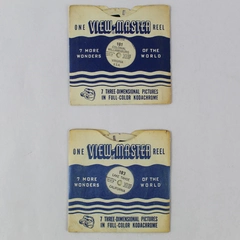 ONE VIEW-MASTER REEL
7 MORE WONDERS OF THE WORLD
7 THREE-DIMENSIONAL PICTURES
IN FULL-COLOR KODACHROME
ONE VIEW-MASTER REEL
7 MORE WONDERS OF THE WORLD
7 THREE-DIMENSIONAL PICTURES
IN FULL-COLOR KODACHROME